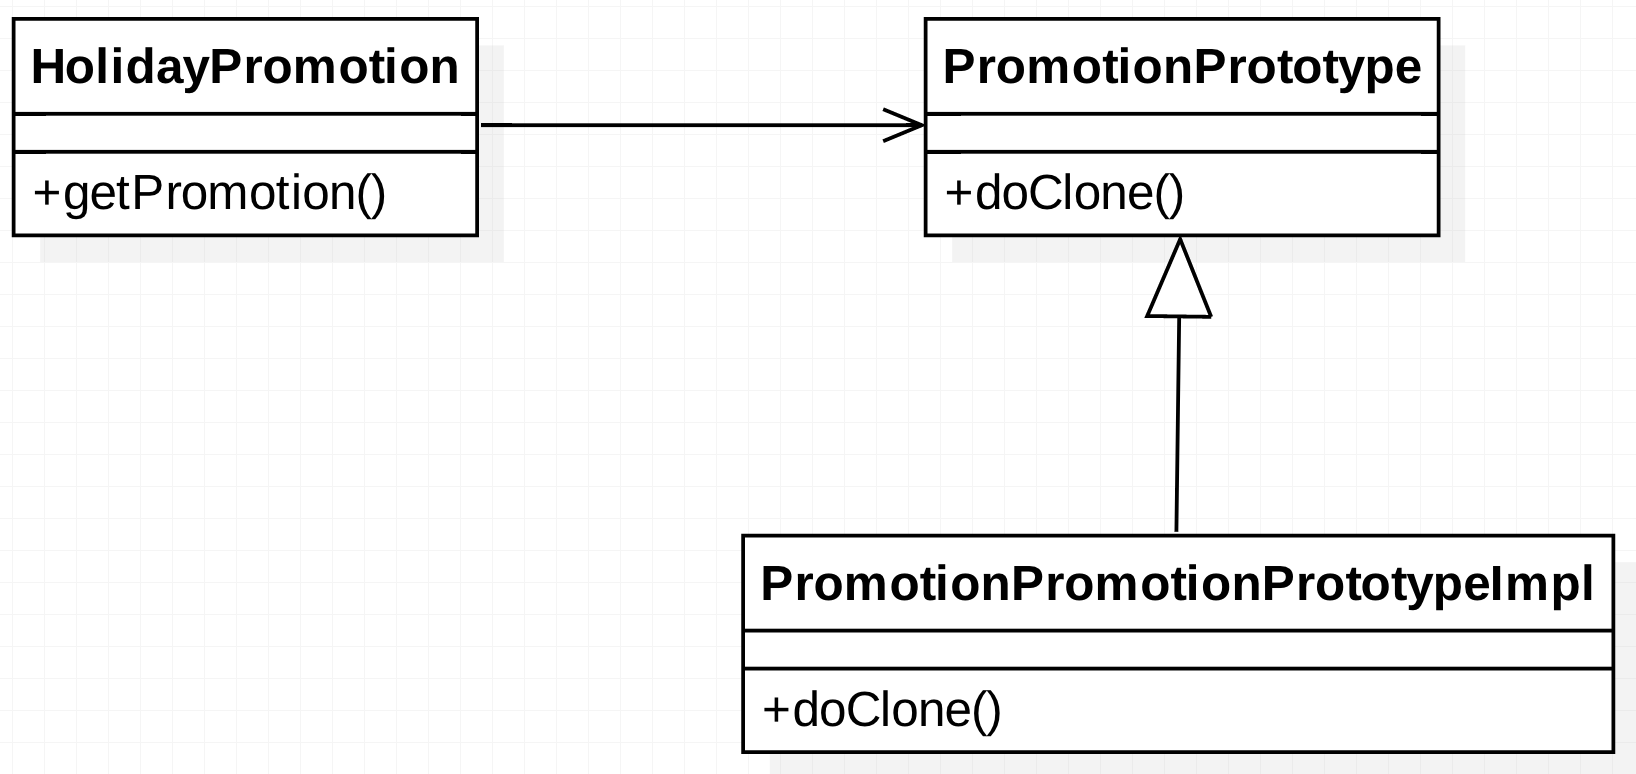 HolidayPromotion
+getPromotion()
PromotionPrototype
+doClone()
PromotionPromotionPrototypeImpl
+doClone()